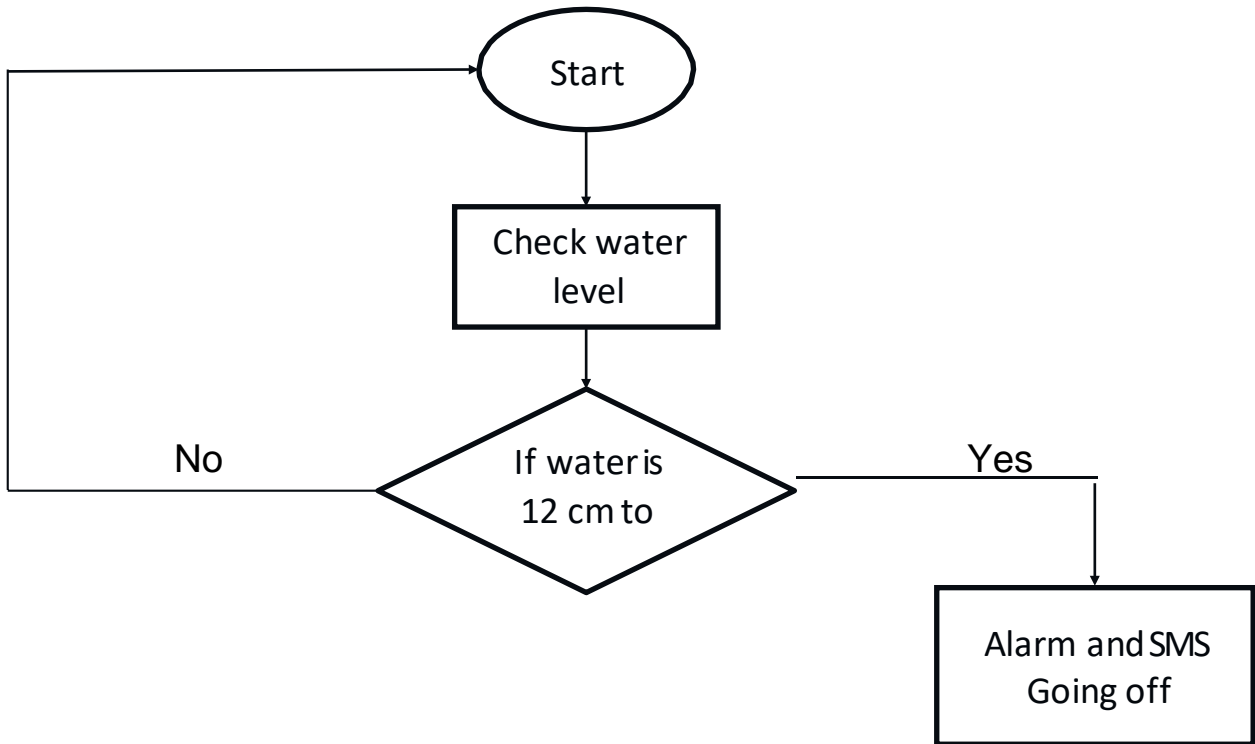 Start
Check water
level
No
If water is
12 cm to
Yes
Alarm and SMS
Going off